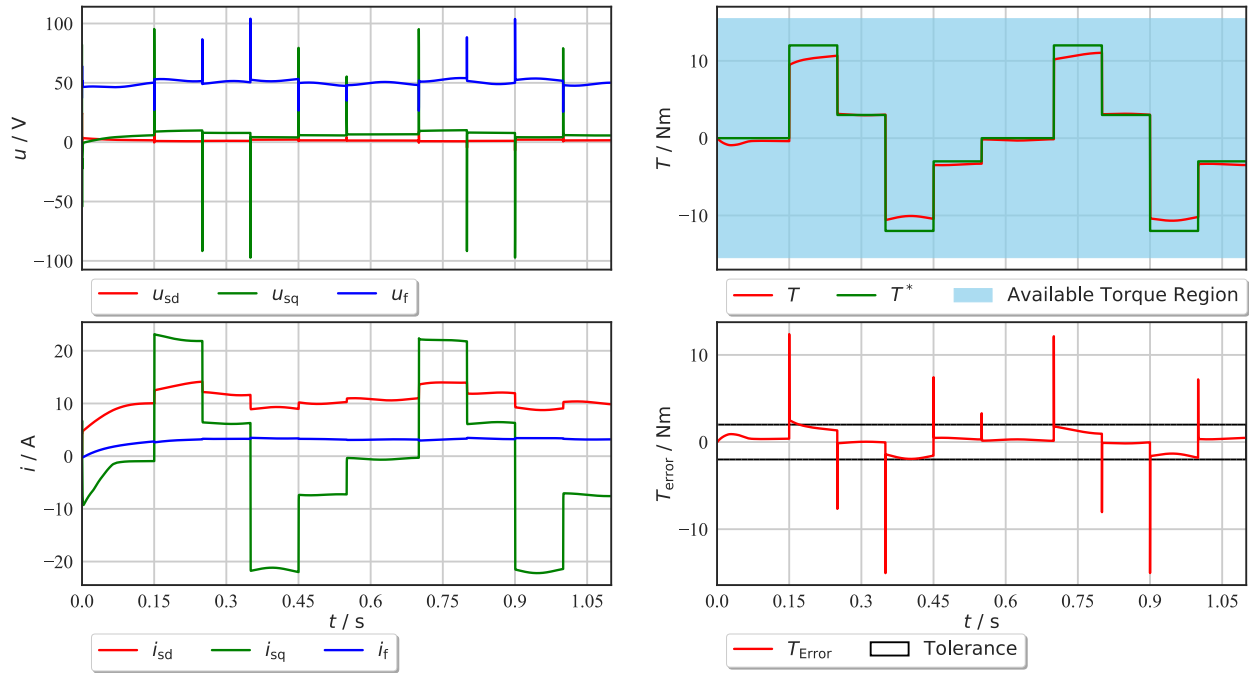 100
50
0
−50
−100
u / V
u_sd u_sq u_f
10
0
−10
T / Nm
T T* Available Torque Region
20
10
0
−10
−20
i / A
0.0 0.15 0.3 0.45 0.6 0.75 0.9 1.05
t / s
i_sd i_sq i_f
10
0
−10
T_error / Nm
0.0 0.15 0.3 0.45 0.6 0.75 0.9 1.05
t / s
T_Error Tolerance